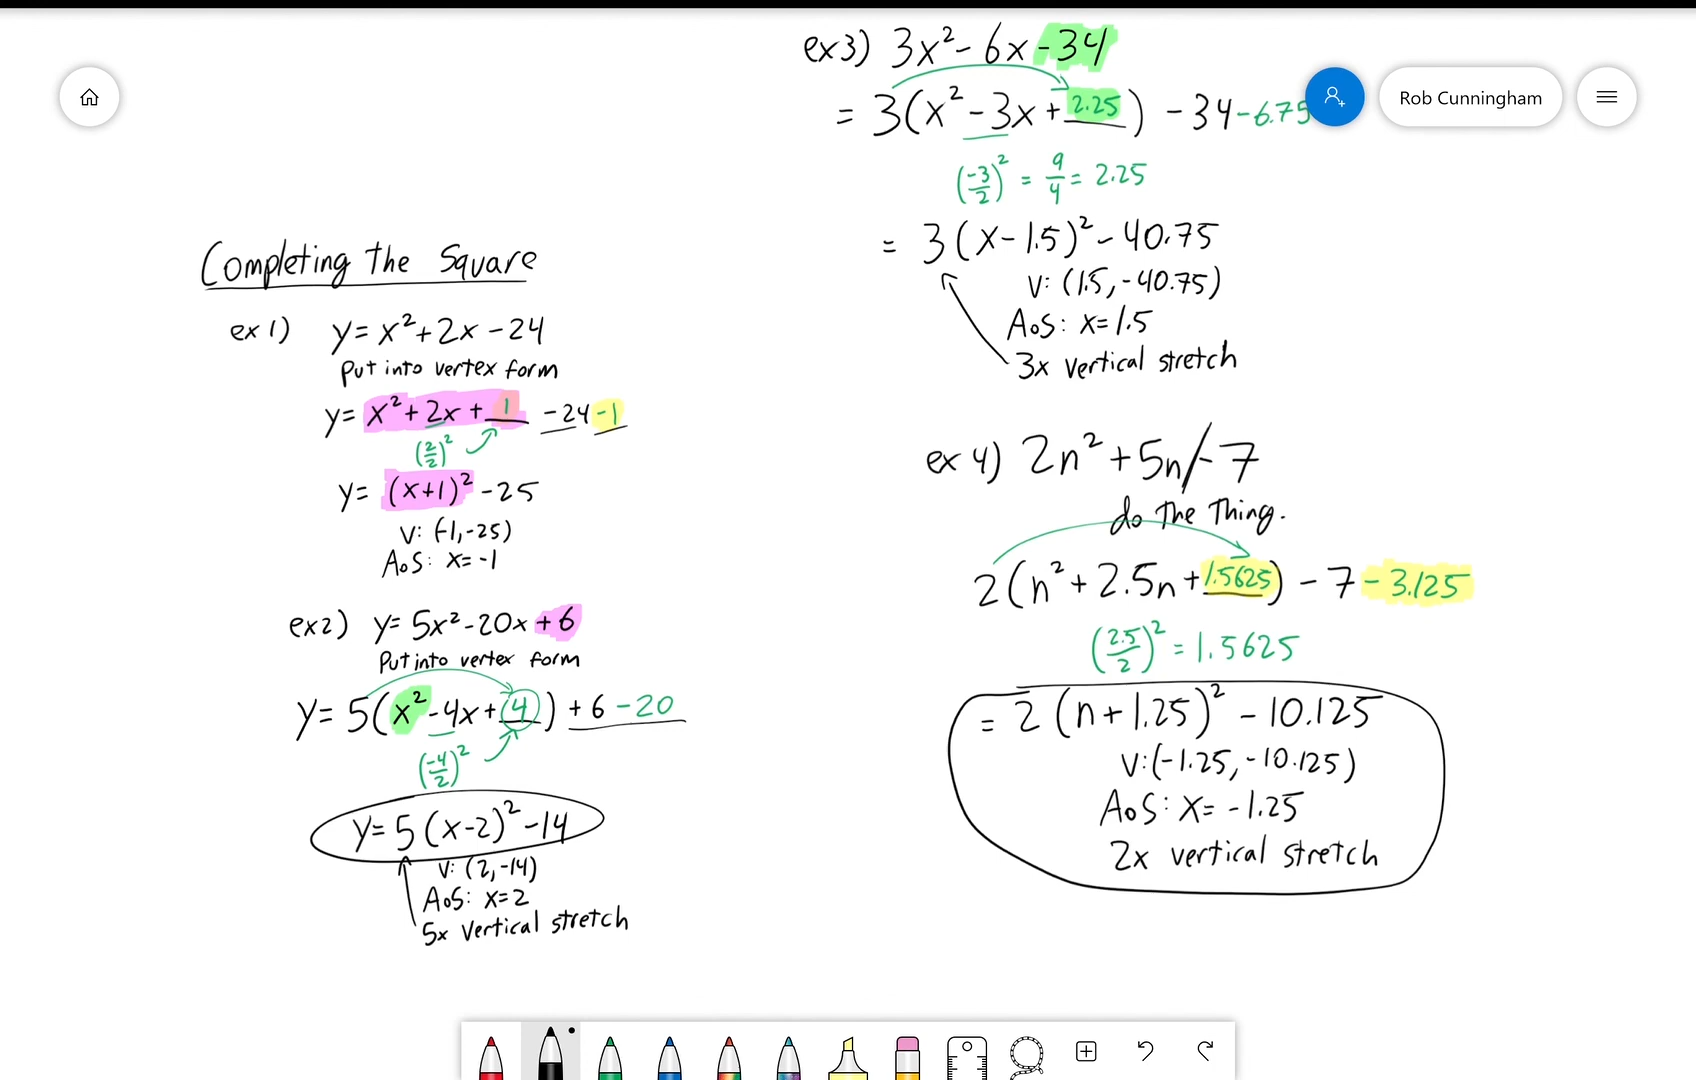 Rob Cunningham
Completing the Square
ex 1) y = x² + 2x - 24
Put into vertex form
y = x² + 2x + 1 - 24 - 1
(2/2)²
y = (x+1)² - 25
V: (-1, -25)
AoS: x = -1
ex2) y = 5x² - 20x + 6
Put into vertex form
y = 5(x² - 4x + 4) + 6 - 20
(-4/2)²
y = 5(x-2)² - 14
V: (2, -14)
AoS: x = 2
5x Vertical stretch
ex3) 3x² - 6x - 34
= 3(x² - 3x + 2.25) - 34 - 6.75
(-3/2)² = 9/4 = 2.25
= 3(x - 1.5)² - 40.75
V: (1.5, -40.75)
AoS: x = 1.5
3x vertical stretch
ex 4) 2n² + 5n - 7
do The Thing.
2(n² + 2.5n + 1.5625) - 7 - 3.125
(2.5/2)² = 1.5625
= 2(n + 1.25)² - 10.125
V: (-1.25, -10.125)
AoS: x = -1.25
2x vertical stretch